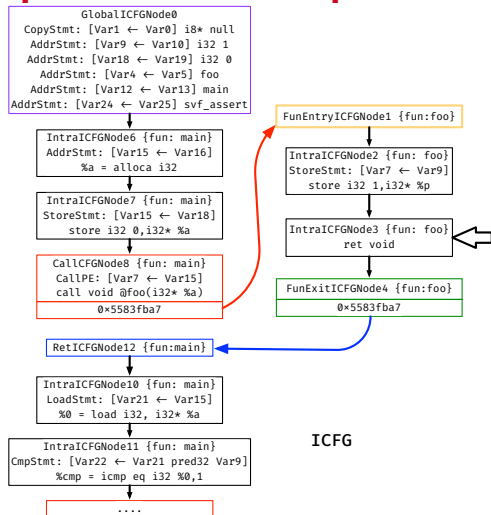 GlobalICFGNode0
CopyStmt: [Var1 ← Var0] i8* null
AddrStmt: [Var9 ← Var10] i32 1
AddrStmt: [Var18 ← Var19] i32 0
AddrStmt: [Var4 ← Var5] foo
AddrStmt: [Var12 ← Var13] main
AddrStmt: [Var24 ← Var25] svf_assert
IntraICFGNode6 {fun: main}
AddrStmt: [Var15 ← Var16]
%a = alloca i32
IntraICFGNode7 {fun: main}
StoreStmt: [Var15 ← Var18]
store i32 0,i32* %a
CallCFGNode8 {fun: main}
CallPE: [Var7 ← Var15]
call void @foo(i32* %a)
0×5583fba7
FunEntryICFGNode1 {fun:foo}
IntraICFGNode2 {fun: foo}
StoreStmt: [Var7 ← Var9]
store i32 1,i32* %p
IntraICFGNode3 {fun: foo}
ret void
FunExitICFGNode4 {fun:foo}
0×5583fba7
RetICFGNode12 {fun:main}
IntraICFGNode10 {fun: main}
LoadStmt: [Var21 ← Var15]
%0 = load i32, i32* %a
IntraICFGNode11 {fun: main}
CmpStmt: [Var22 ← Var21 pred32 Var9]
%cmp = icmp eq i32 %0,1
....
ICFG